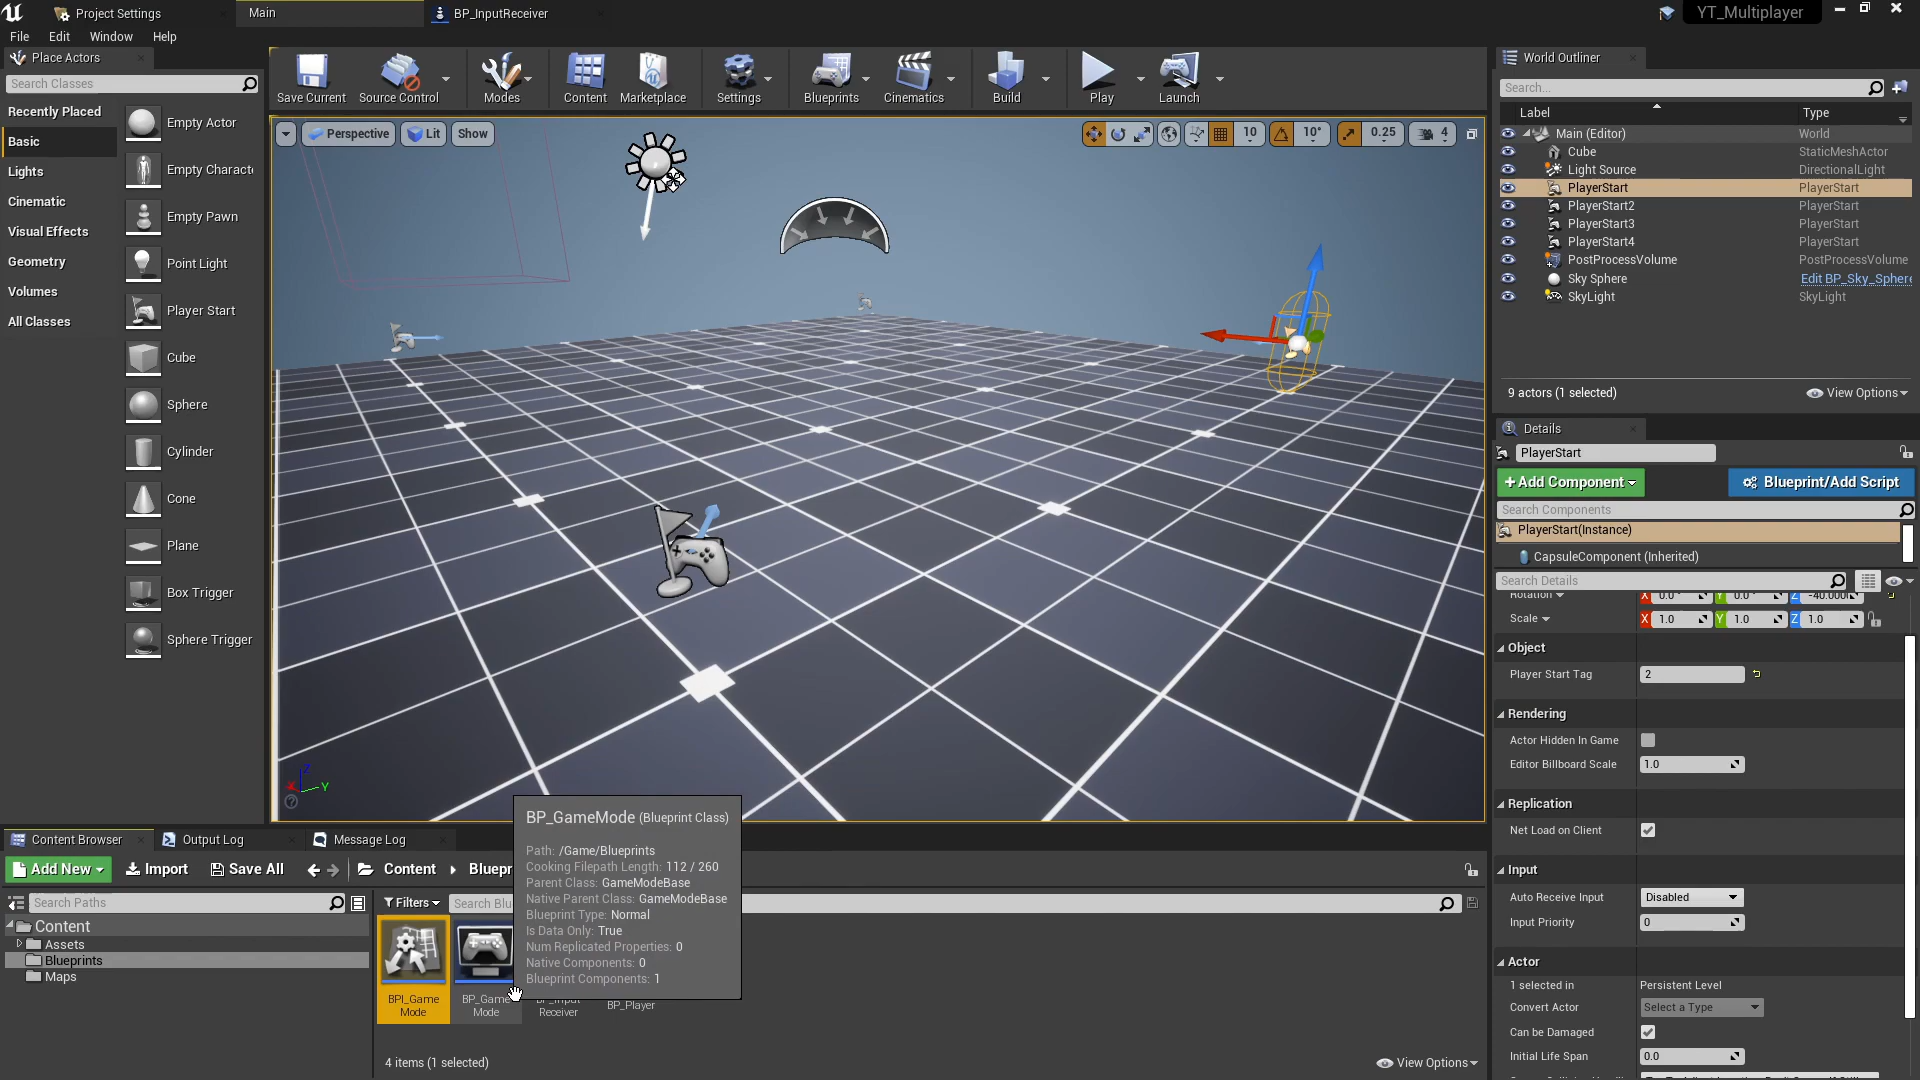 Project Settings
Main
BP_InputReceiver
YT_Multiplayer
File Edit Window Help
Place Actors
Search Classes
Recently Placed
Basic
Lights
Cinematic
Visual Effects
Geometry
Volumes
All Classes
Empty Actor
Empty Charact
Empty Pawn
Point Light
Player Start
Cube
Sphere
Cylinder
Cone
Plane
Box Trigger
Sphere Trigger
Save Current Source Control Modes Content Marketplace Settings Blueprints Cinematics Build Play Launch
Perspective Lit Show
10 10° 0.25 4
Z
X Y
World Outliner
Search...
Label Type
Main (Editor) World
Cube StaticMeshActor
Light Source DirectionalLight
PlayerStart PlayerStart
PlayerStart2 PlayerStart
PlayerStart3 PlayerStart
PlayerStart4 PlayerStart
PostProcessVolume PostProcessVolume
Sky Sphere Edit BP_Sky_Sphere
SkyLight SkyLight
9 actors (1 selected) View Options
Details
PlayerStart
+Add Component Blueprint/Add Script
Search Components
PlayerStart(Instance)
CapsuleComponent (Inherited)
Search Details
Rotation X 0.0° Y 0.0° Z
Scale X 1.0 Y 1.0 Z 1.0
Object
Player Start Tag 2
Rendering
Actor Hidden In Game
Editor Billboard Scale 1.0
Replication
Net Load on Client
Input
Auto Receive Input Disabled
Input Priority 0
Actor
1 selected in Persistent Level
Convert Actor Select a Type
Can be Damaged
Initial Life Span 0.0
Content Browser Output Log Message Log
Add New Import Save All Content Bluepr
Search Paths
Content
Assets
Blueprints
Maps
Filters Search Blu
BPI_Game
Mode
BP_Game
Mode
BP_Input
Receiver
BP_Player
BP_GameMode (Blueprint Class)
Path: /Game/Blueprints
Cooking Filepath Length: 112 / 260
Parent Class: GameModeBase
Native Parent Class: GameModeBase
Blueprint Type: Normal
Is Data Only: True
Num Replicated Properties: 0
Native Components: 0
Blueprint Components: 1
4 items (1 selected) View Options